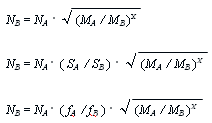 N_B = N_A · √(M_A / M_B)^x
N_B = N_A · ( S_A / S_B ) · √(M_A / M_B)^x
N_B = N_A · ( f_A / f_B ) · √(M_A / M_B)^x